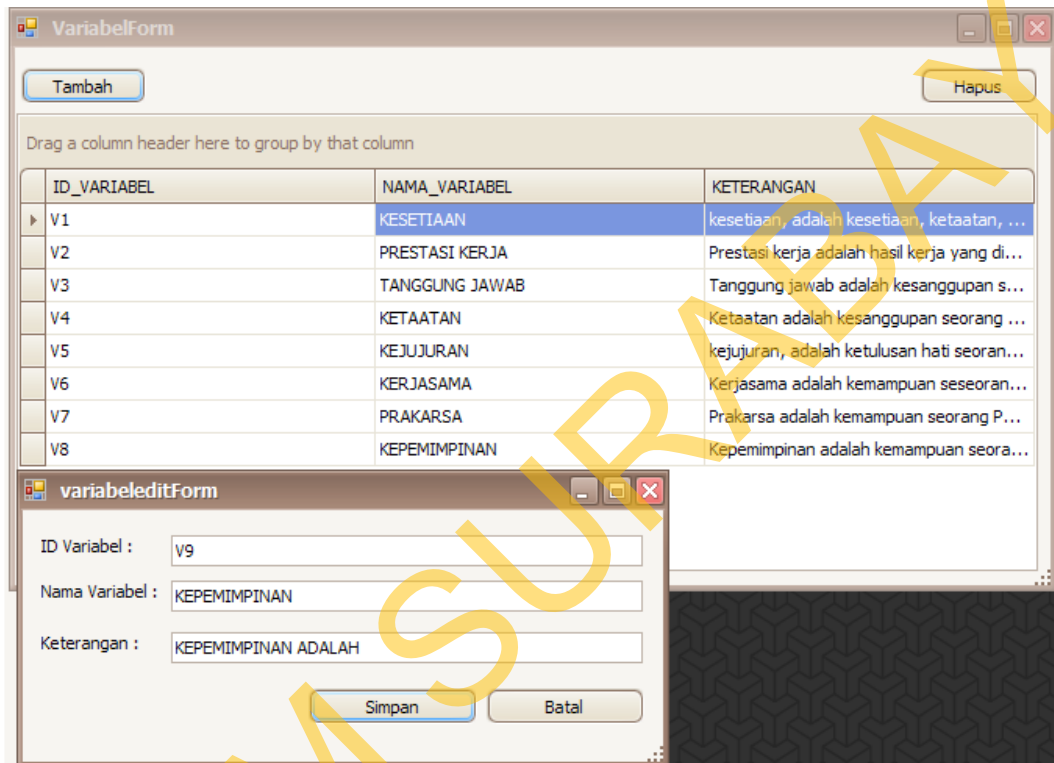 VariabelForm
Tambah
Hapus
Drag a column header here to group by that column
ID_VARIABEL NAMA_VARIABEL KETERANGAN
V1 KESETIAAN kesetiaan, adalah kesetiaan, ketaatan, ...
V2 PRESTASI KERJA Prestasi kerja adalah hasil kerja yang di...
V3 TANGGUNG JAWAB Tanggung jawab adalah kesanggupan s...
V4 KETAATAN Ketaatan adalah kesanggupan seorang ...
V5 KEJUJURAN kejujuran, adalah ketulusan hati seoran...
V6 KERJASAMA Kerjasama adalah kemampuan seseoran...
V7 PRAKARSA Prakarsa adalah kemampuan seorang P...
V8 KEPEMIMPINAN Kepemimpinan adalah kemampuan seora...
variabeleditForm
ID Variabel : V9
Nama Variabel : KEPEMIMPINAN
Keterangan : KEPEMIMPINAN ADALAH
Simpan Batal
M SURABAY